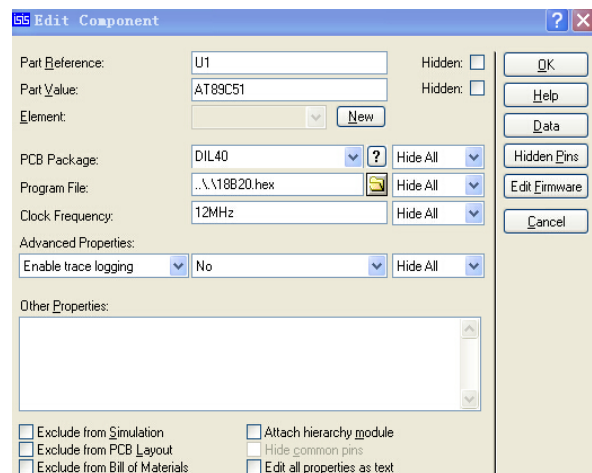 isis Edit Component
Part Reference: U1 Hidden: OK
Part Value: AT89C51 Hidden: Help
Element: New Data
PCB Package: DIL40 ? Hide All Hidden Pins
Program File: ..\.\18B20.hex Hide All Edit Firmware
Clock Frequency: 12MHz Hide All Cancel
Advanced Properties:
Enable trace logging No Hide All
Other Properties:
Exclude from Simulation Attach hierarchy module
Exclude from PCB Layout Hide common pins
Exclude from Bill of Materials Edit all properties as text